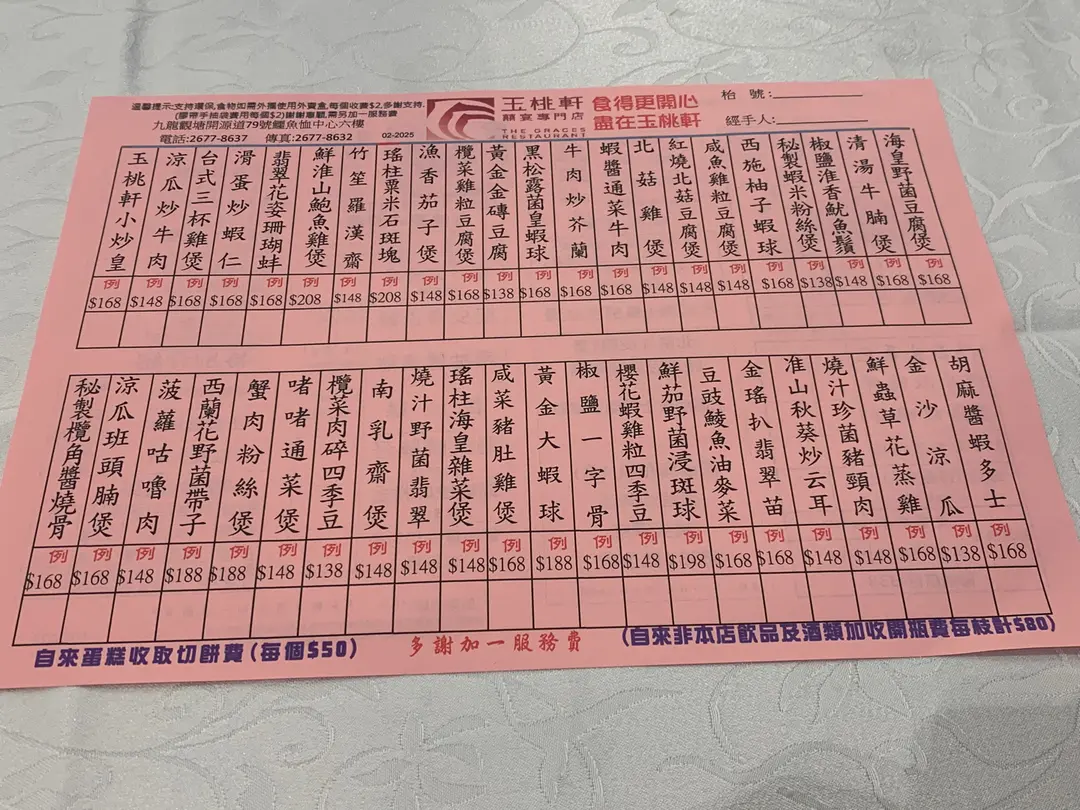 溫馨提示:支持環保,食物如需外攜使用外賣盒,每個收費$2,多謝支持.
(膠帶手抽袋費用每個$2)謝謝惠顧,需另加一服務費
九龍觀塘開源道79號鱷魚恤中心六樓
電話:2677-8637 傳真:2677-8632
02-2025
玉桃軒
囍宴專門店
THE GRACES
RESTAURANT
食得更開心
盡在玉桃軒
枱 號:
經手人:
海皇野菌豆腐煲
例
$168
清湯牛腩煲
例
$168
椒鹽淮香魷魚鬚
例
$148
秘製蝦米粉絲煲
例
$138
西施柚子蝦球
例
$168
咸魚雞粒豆腐煲
例
$148
紅燒北菇豆腐煲
例
$148
北菇雞煲
例
$148
蝦醬通菜牛肉
例
$168
牛肉炒芥蘭
例
$168
黑松露菌皇蝦球
例
$168
黃金金磚豆腐
例
$138
欖菜雞粒豆腐煲
例
$168
漁香茄子煲
例
$148
瑤柱粟米石斑塊
例
$208
竹笙羅漢齋
例
$148
鮮淮山鮑魚雞煲
例
$208
翡翠花姿珊瑚蚌
例
$168
滑蛋炒蝦仁
例
$168
台式三杯雞煲
例
$168
涼瓜炒牛肉
例
$148
玉桃軒小炒皇
例
$168
胡麻醬蝦多士
例
$168
金沙涼瓜
例
$138
鮮蟲草花蒸雞
例
$168
燒汁珍菌豬頸肉
例
$148
淮山秋葵炒云耳
例
$148
金瑤扒翡翠苗
例
$168
豆豉鯪魚油麥菜
例
$168
鮮茄野菌浸斑球
例
$198
櫻花蝦雞粒四季豆
例
$148
椒鹽一字骨
例
$168
黃金大蝦球
例
$188
咸菜豬肚雞煲
例
$168
瑤柱海皇雜菜煲
例
$148
燒汁野菌翡翠
例
$148
南乳齋煲
例
$148
欖菜肉碎四季豆
例
$138
啫啫通菜煲
例
$148
蟹肉粉絲煲
例
$188
西蘭花野菌帶子
例
$188
菠蘿咕嚕肉
例
$148
涼瓜班頭腩煲
例
$168
秘製欖角醬燒骨
例
$168
自來蛋糕收取切餅費(每個$50)
多謝加一服務費
(自來非本店飲品及酒類加收開瓶費每枝計$80)